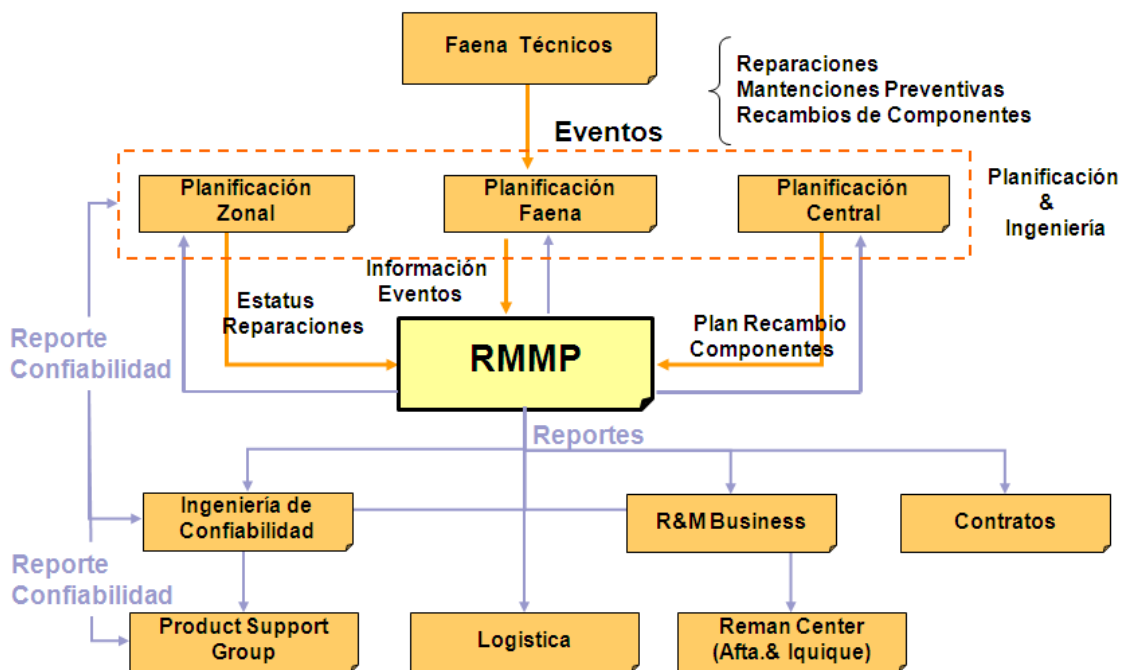 Faena Técnicos
Reparaciones
Mantenciones Preventivas
Recambios de Componentes
Eventos
Planificación
Zonal
Planificación
Faena
Planificación
Central
Planificación
&
Ingeniería
Información
Eventos
Estatus
Reparaciones
Plan Recambio
Componentes
Reporte
Confiabilidad
RMMP
Reportes
Ingeniería de
Confiabilidad
R&M Business
Contratos
Reporte
Confiabilidad
Product Support
Group
Logistica
Reman Center
(Afta.& Iquique)